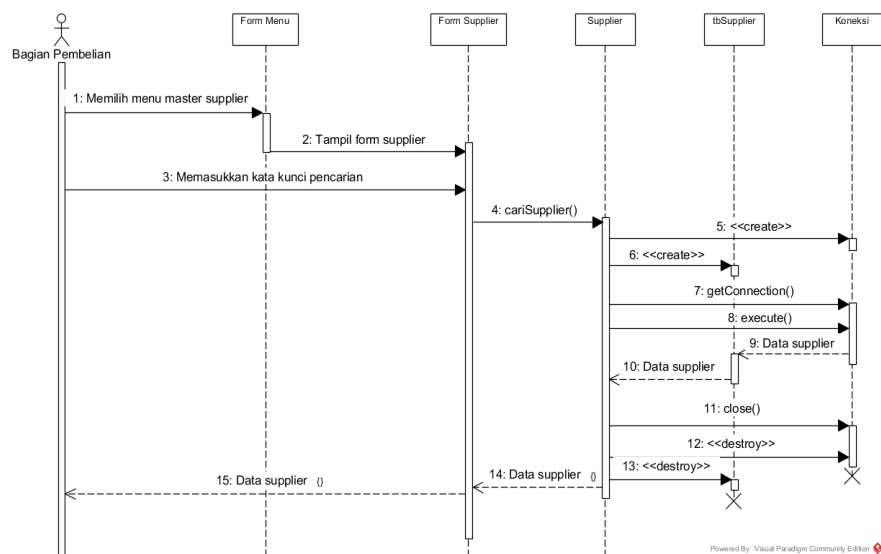 Form Menu
Form Supplier
Supplier
tbSupplier
Koneksi
Bagian Pembelian
1: Memilih menu master supplier
2: Tampil form supplier
3: Memasukkan kata kunci pencarian
4: cariSupplier()
5: <<create>>
6: <<create>>
7: getConnection()
8: execute()
9: Data supplier
10: Data supplier
11: close()
12: <<destroy>>
13: <<destroy>>
14: Data supplier {}
15: Data supplier {}
Powered By Visual Paradigm Community Edition